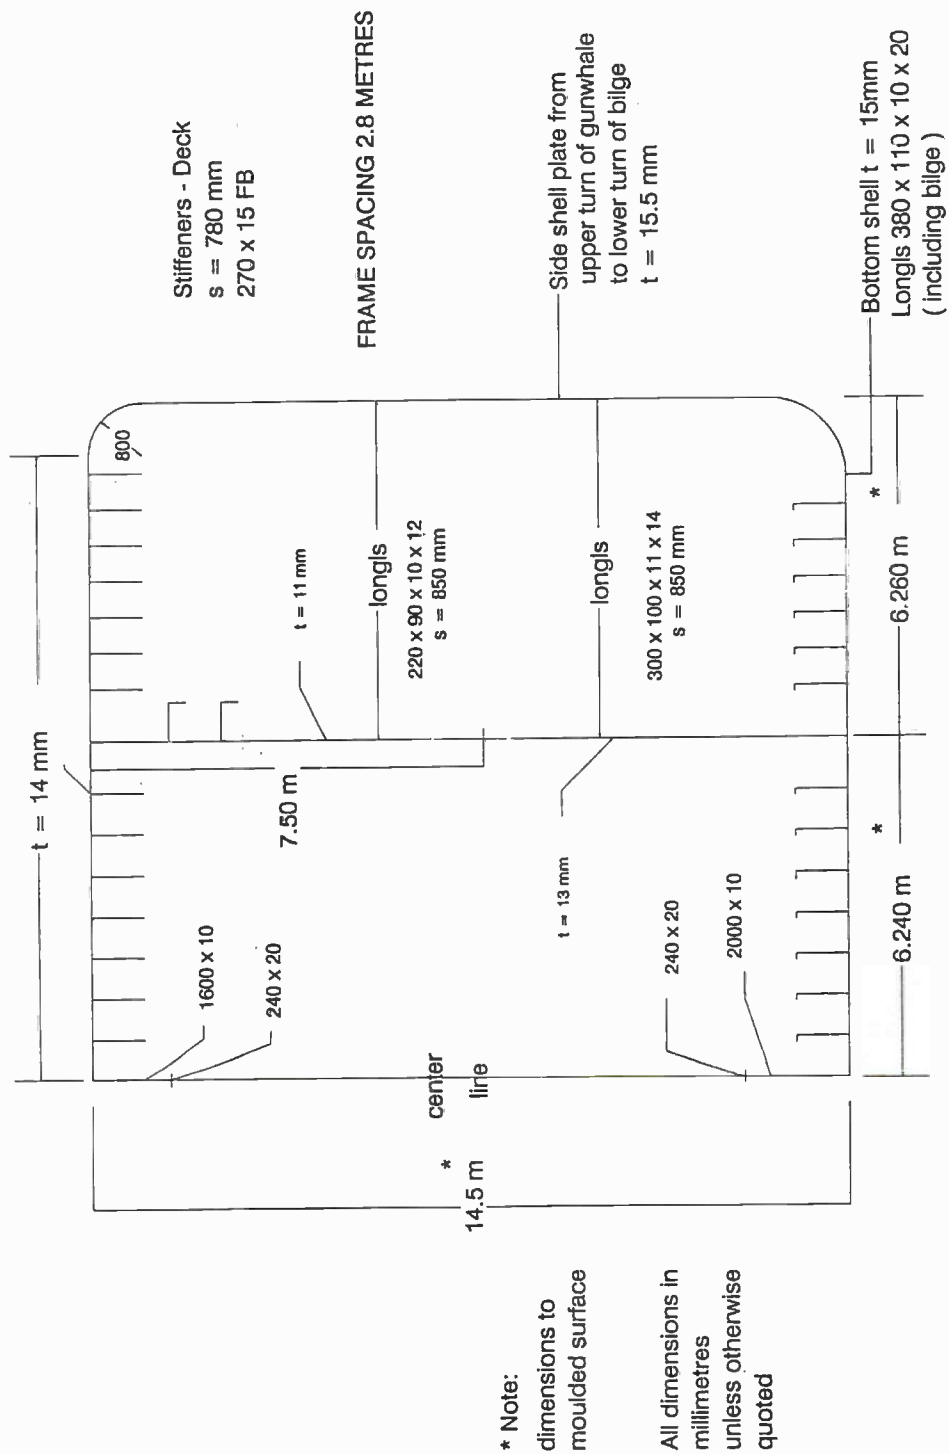 t = 14 mm
800
Stiffeners - Deck
s = 780 mm
270 x 15 FB
FRAME SPACING 2.8 METRES
1600 x 10
240 x 20
7.50 m
t = 11 mm
longls
220 x 90 x 10 x 12
s = 850 mm
Side shell plate from
upper turn of gunwhale
to lower turn of bilge
t = 15.5 mm
center
line
*
14.5 m
t = 13 mm
longls
300 x 100 x 11 x 14
s = 850 mm
240 x 20
2000 x 10
*
*
6.240 m
6.260 m
Bottom shell t = 15mm
Longls 380 x 110 x 10 x 20
( including bilge )
* Note:
dimensions to
moulded surface
All dimensions in
millimetres
unless otherwise
quoted